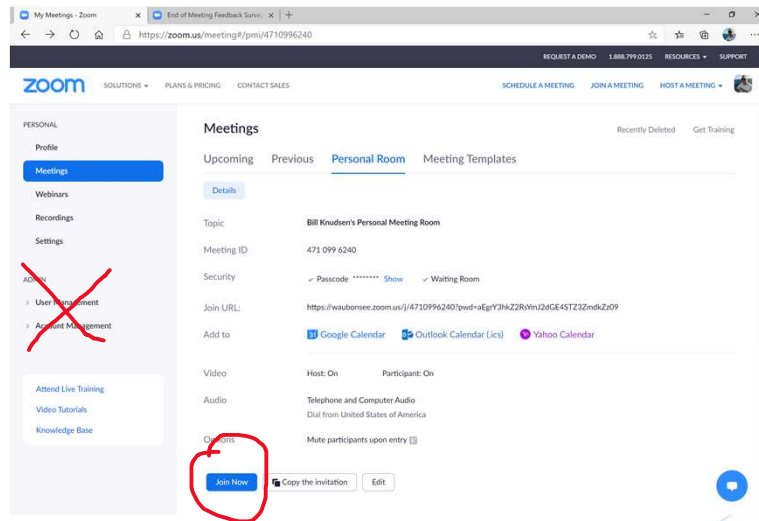 My Meetings - Zoom
End of Meeting Feedback Surve
https://zoom.us/meeting#/pmi/4710996240
REQUEST A DEMO 1.888.799.0125 RESOURCES SUPPORT
zoom SOLUTIONS PLANS & PRICING CONTACT SALES SCHEDULE A MEETING JOIN A MEETING HOST A MEETING
PERSONAL
Profile
Meetings
Webinars
Recordings
Settings
ADMIN
User Management
Account Management
Attend Live Training
Video Tutorials
Knowledge Base
Meetings
Recently Deleted Get Training
Upcoming Previous Personal Room Meeting Templates
Details
Topic Bill Knudsen's Personal Meeting Room
Meeting ID 471 099 6240
Security Passcode ******** Show Waiting Room
Join URL: https://waubonsee.zoom.us/j/4710996240?pwd=
Add to 31 Google Calendar Outlook Calendar (.ics) Yahoo Calendar
Video Host: On Participant: On
Audio Telephone and Computer Audio
Dial from United States of America
Options Mute participants upon entry
Join Now Copy the invitation Edit